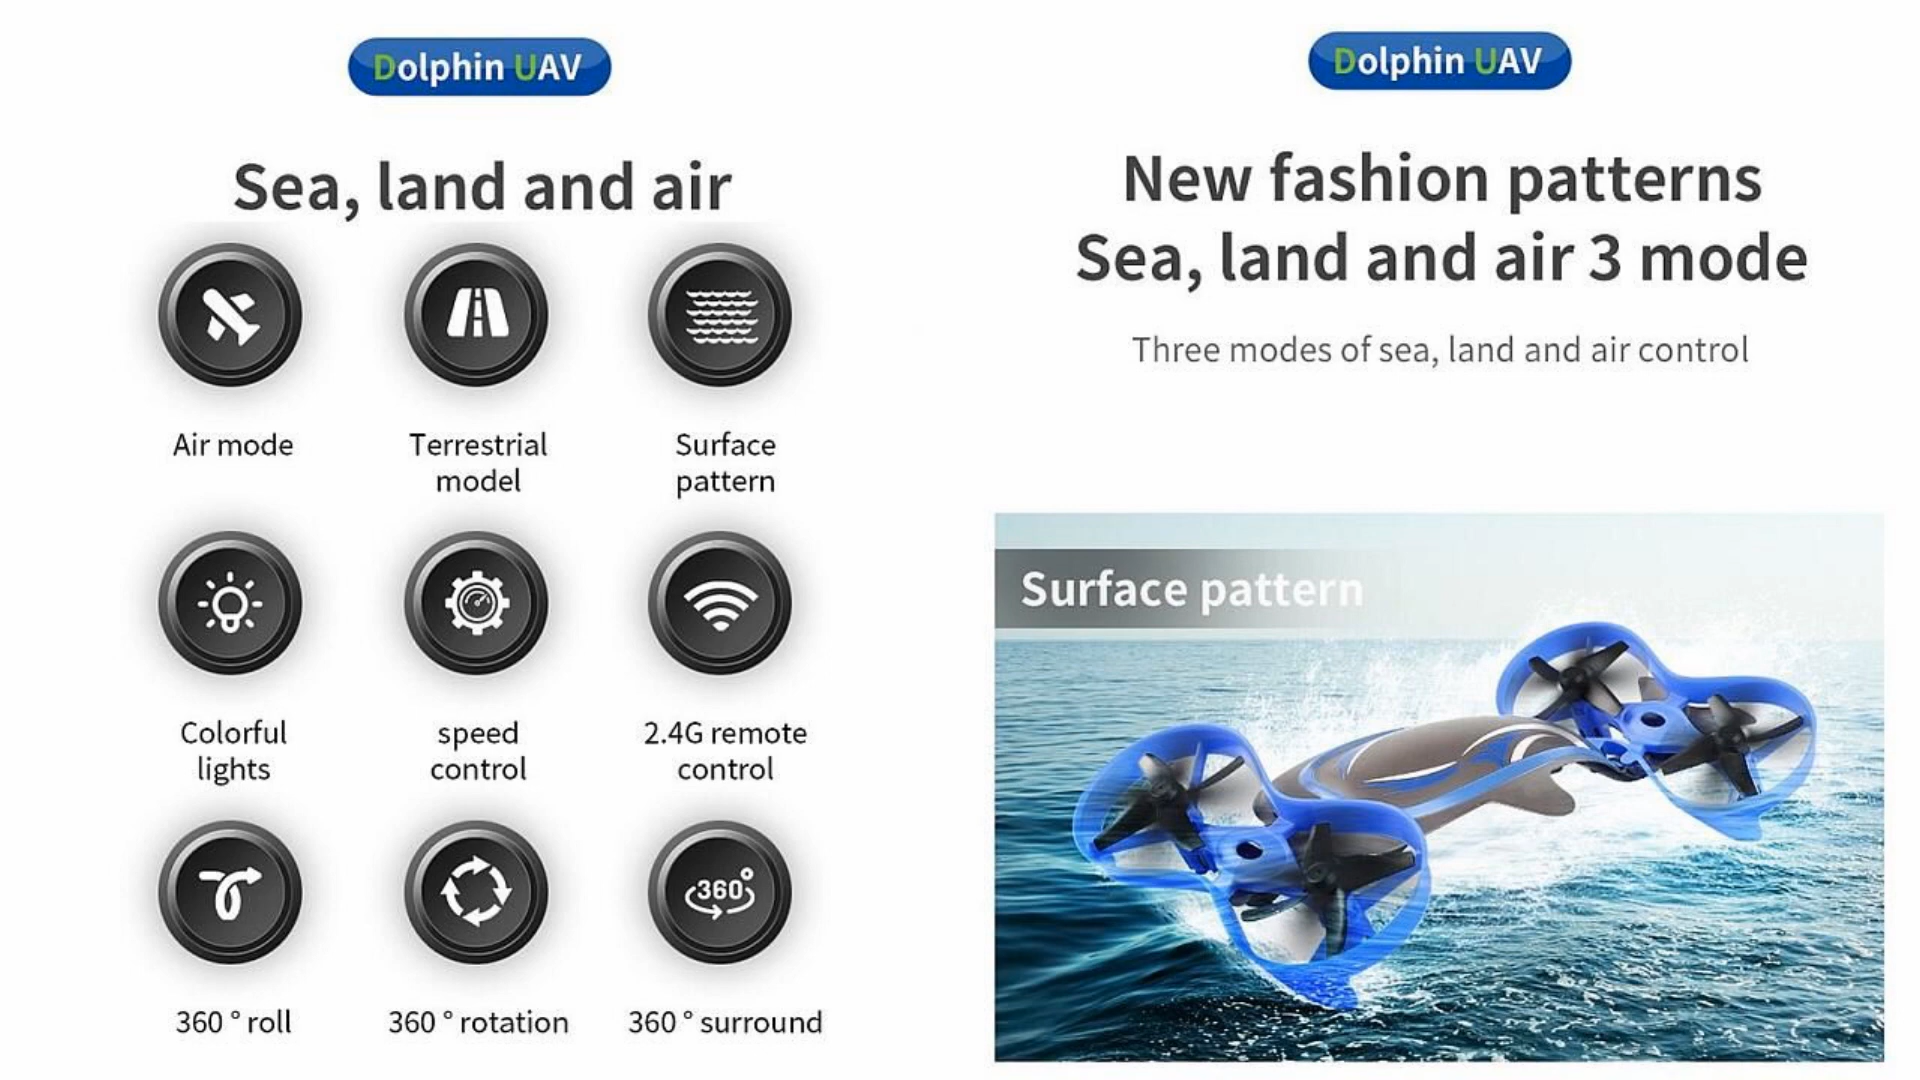 Dolphin UAV
Sea, land and air
Air mode
Terrestrial
model
Surface
pattern
Colorful
lights
speed
control
2.4G remote
control
360°
360 ° roll
360 ° rotation
360 ° surround
Dolphin UAV
New fashion patterns
Sea, land and air 3 mode
Three modes of sea, land and air control
Surface pattern